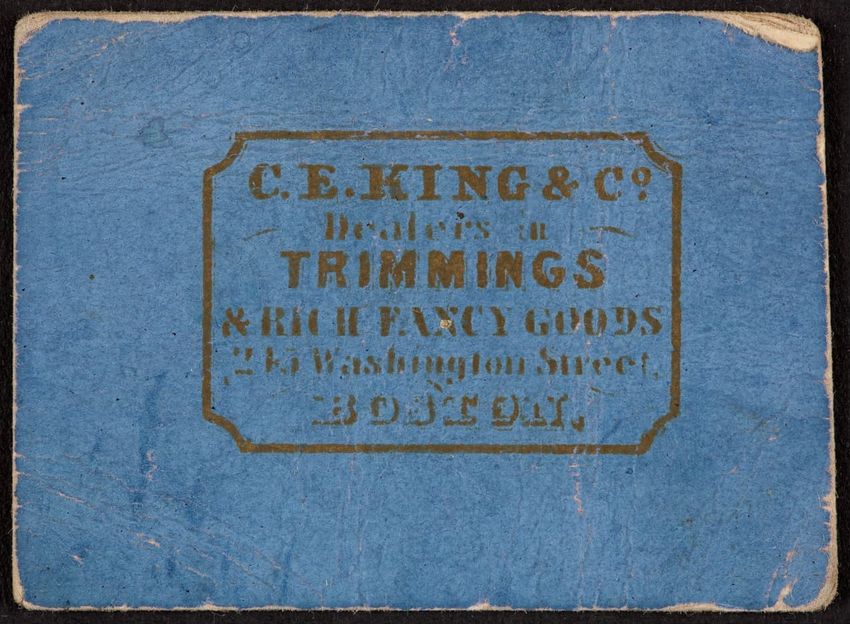 C. E. KING & Co.
Dealers in
TRIMMINGS
& RICH FANCY GOODS
Washington Street,
BOSTON.